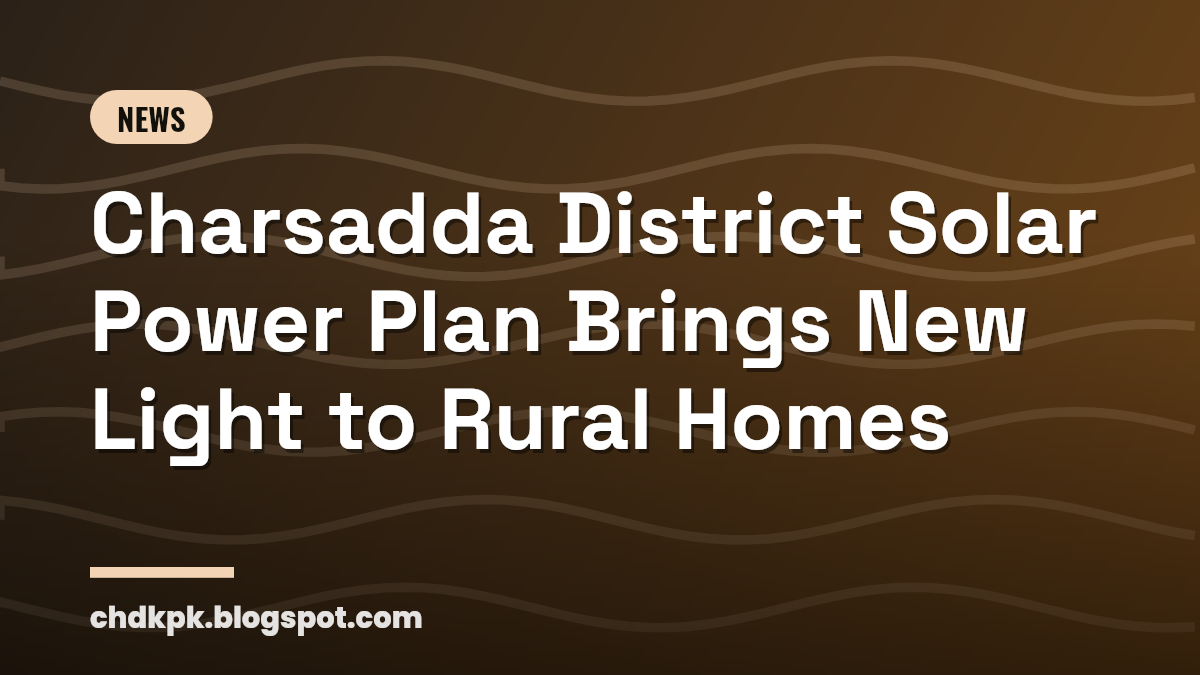 NEWS
Charsadda District Solar
Power Plan Brings New
Light to Rural Homes
chdkpk.blogspot.com